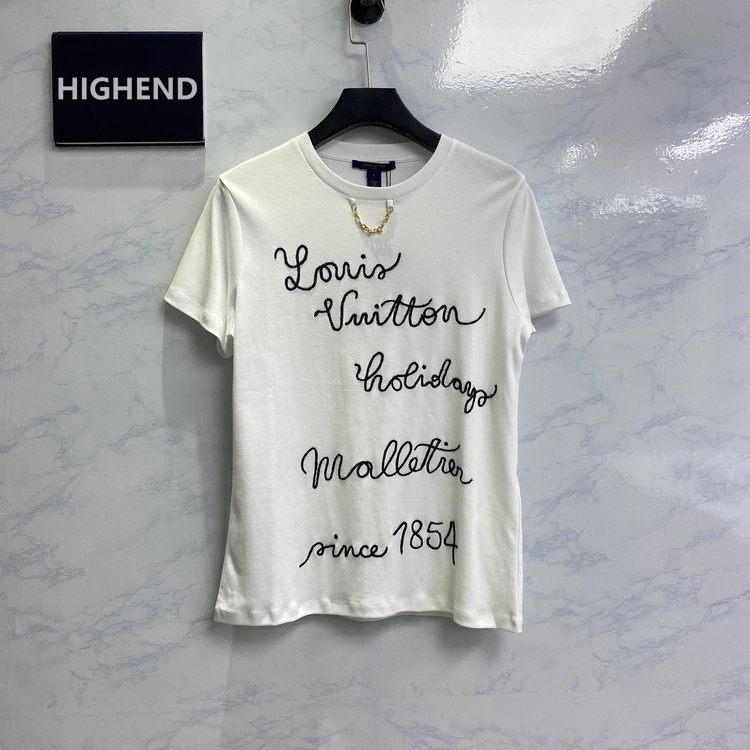 HIGHEND
Louis
Vuitton
holidays
Malletier
since 1854